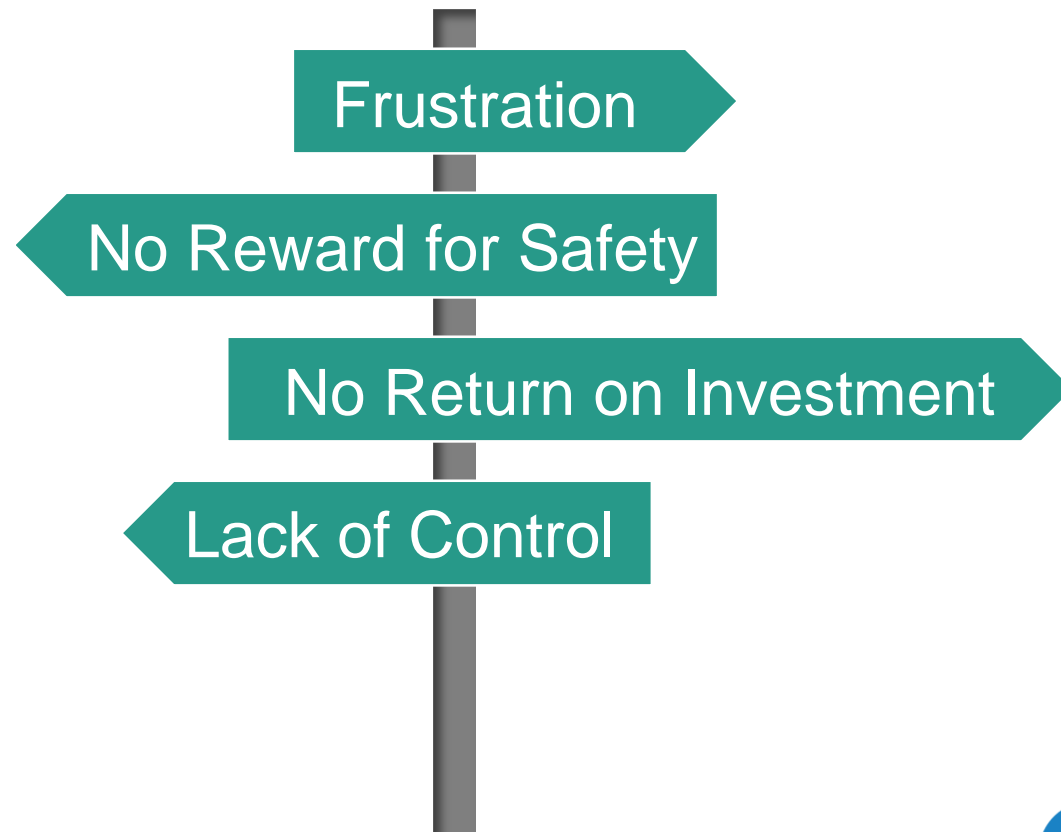 Frustration
No Reward for Safety
No Return on Investment
Lack of Control